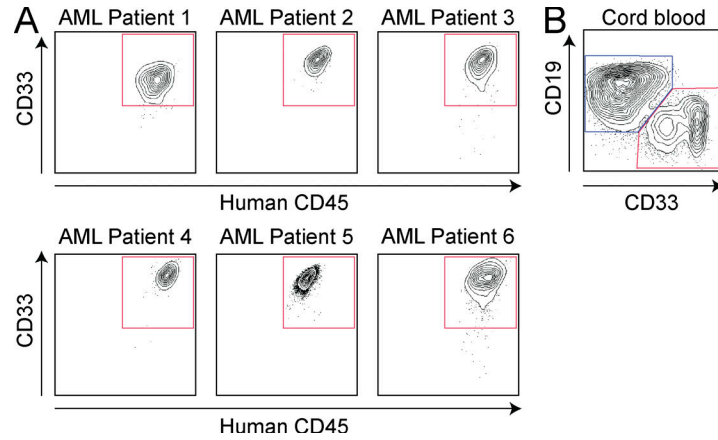 A
AML Patient 1
AML Patient 2
AML Patient 3
CD33
Human CD45
B
Cord blood
CD19
CD33
AML Patient 4
AML Patient 5
AML Patient 6
CD33
Human CD45